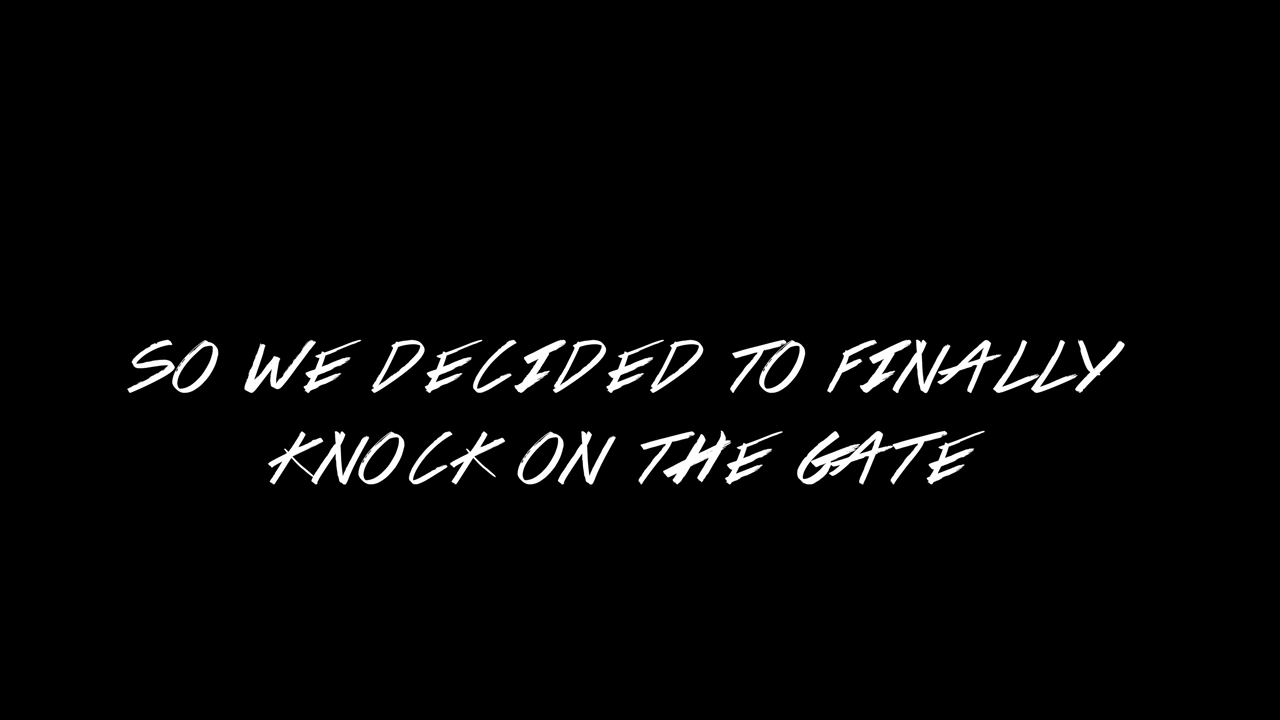 SO WE DECIDED TO FINALLY
KNOCK ON THE GATE